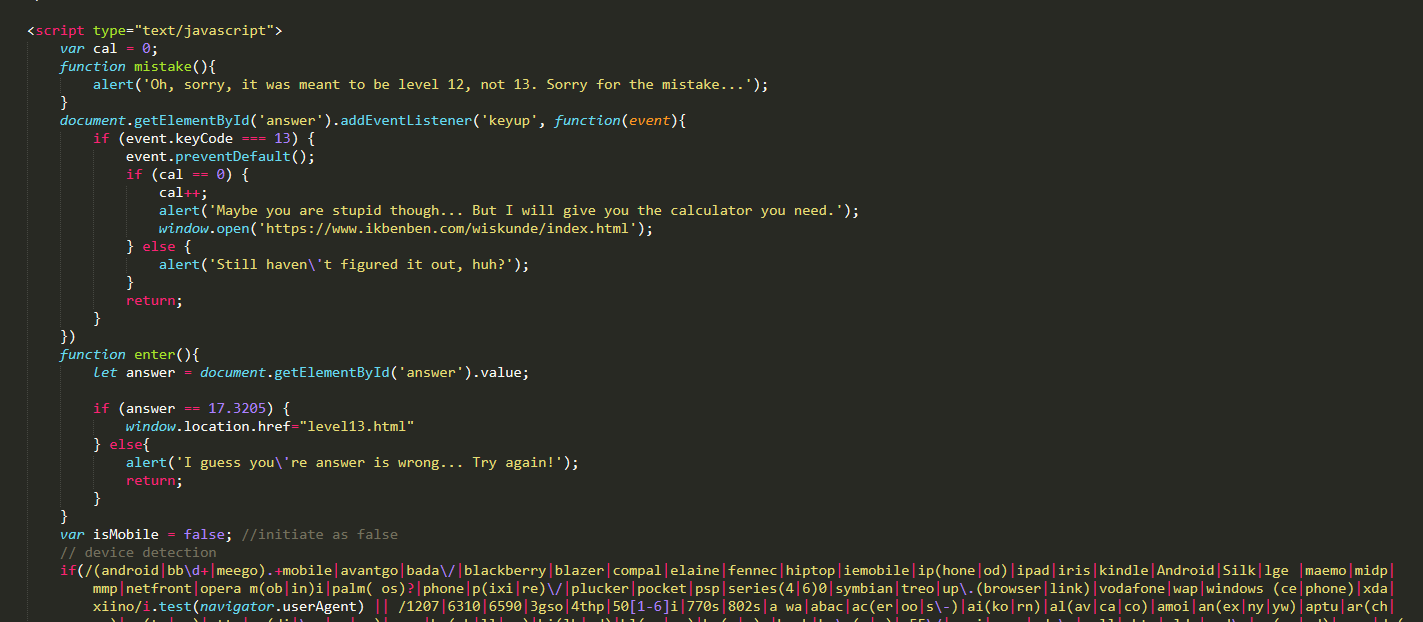 <script type="text/javascript">
var cal = 0;
function mistake(){
alert('Oh, sorry, it was meant to be level 12, not 13. Sorry for the mistake...');
}
document.getElementById('answer').addEventListener('keyup', function(event){
if (event.keyCode === 13) {
event.preventDefault();
if (cal == 0) {
cal++;
alert('Maybe you are stupid though... But I will give you the calculator you need.');
window.open('https://www.ikbenben.com/wiskunde/index.html');
} else {
alert('Still haven\'t figured it out, huh?');
}
return;
}
})
function enter(){
let answer = document.getElementById('answer').value;
if (answer == 17.3205) {
window.location.href="level13.html"
} else{
alert('I guess you\'re answer is wrong... Try again!');
return;
}
}
var isMobile = false; //initiate as false
// device detection
if(/(android|bb\d+|meego).+mobile|avantgo|bada\/|blackberry|blazer|compal|elaine|fennec|hiptop|iemobile|ip(hone|od)|ipad|iris|kindle|Android|Silk|lge |maemo|midp|
mmp|netfront|opera m(ob|in)i|palm( os)?|phone|p(ixi|re)\/|plucker|pocket|psp|series(4|6)0|symbian|treo|up\.(browser|link)|vodafone|wap|windows (ce|phone)|xda|
xiino/i.test(navigator.userAgent) || /1207|6310|6590|3gso|4thp|50[1-6]i|770s|802s|a wa|abac|ac(er|oo|s\-)|ai(ko|rn)|al(av|ca|co)|amoi|an(ex|ny|yw)|aptu|ar(ch|